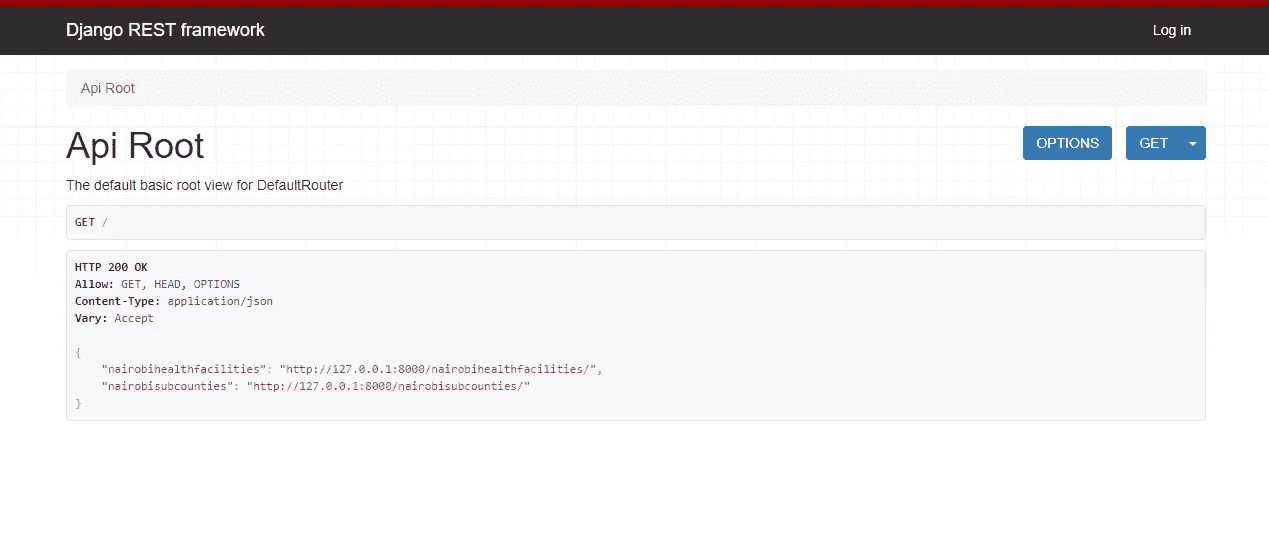 Django REST framework
Log in
Api Root
Api Root
OPTIONS
GET
The default basic root view for DefaultRouter
GET /
HTTP 200 OK
Allow: GET, HEAD, OPTIONS
Content-Type: application/json
Vary: Accept
{
    "nairobihealthfacilities": "http://127.0.0.1:8000/nairobihealthfacilities/",
    "nairobisubcounties": "http://127.0.0.1:8000/nairobisubcounties/"
}